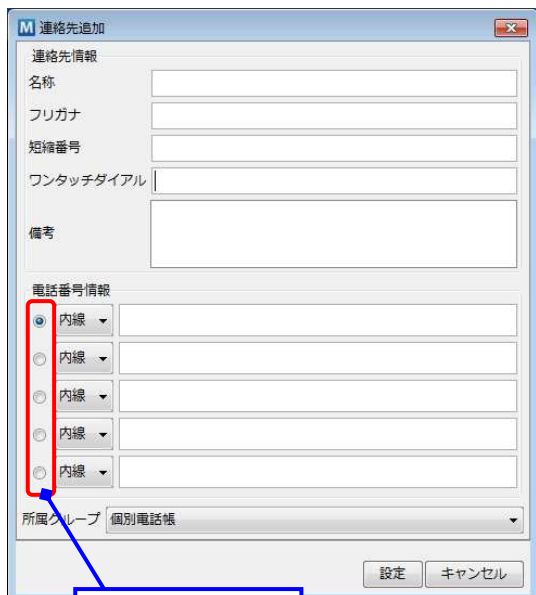 M 連絡先追加
連絡先情報
名称
フリガナ
短縮番号
ワンタッチダイアル
備考
電話番号情報
内線
内線
内線
内線
内線
所属グループ 個別電話帳
設定 キャンセル